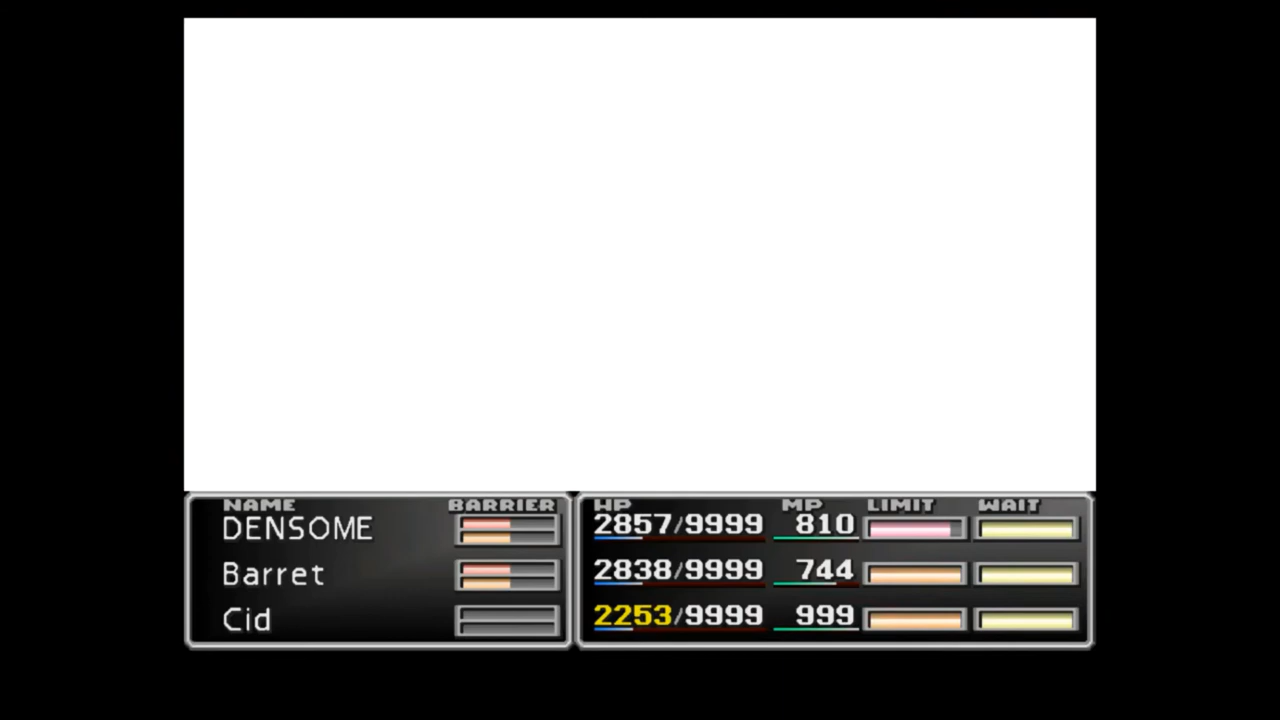 NAME BARRIER HP MP LIMIT WAIT
DENSOME 2857/9999 810
Barret 2838/9999 744
Cid 2253/9999 999